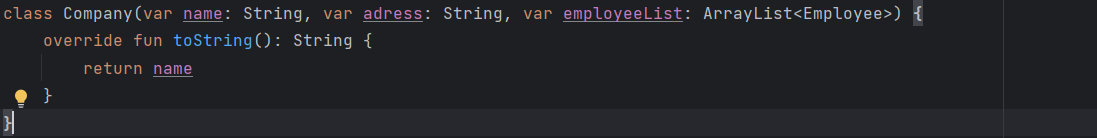 class Company(var name: String, var adress: String, var employeeList: ArrayList<Employee>) {
    override fun toString(): String {
        return name
    }
}